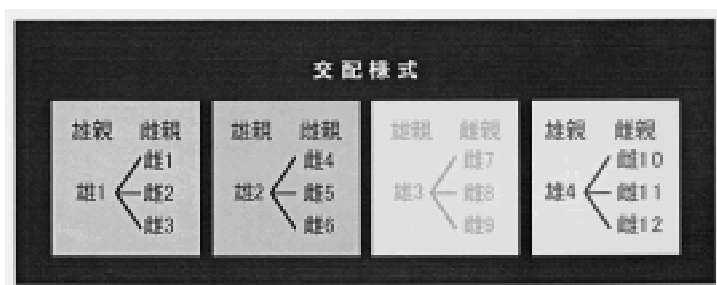 交配様式
雄親 雌親
雄1
雌1
雌2
雌3
雄親 雌親
雄2
雌4
雌5
雌6
雄親 雌親
雄3
雌7
雌8
雌9
雄親 雌親
雄4
雌10
雌11
雌12